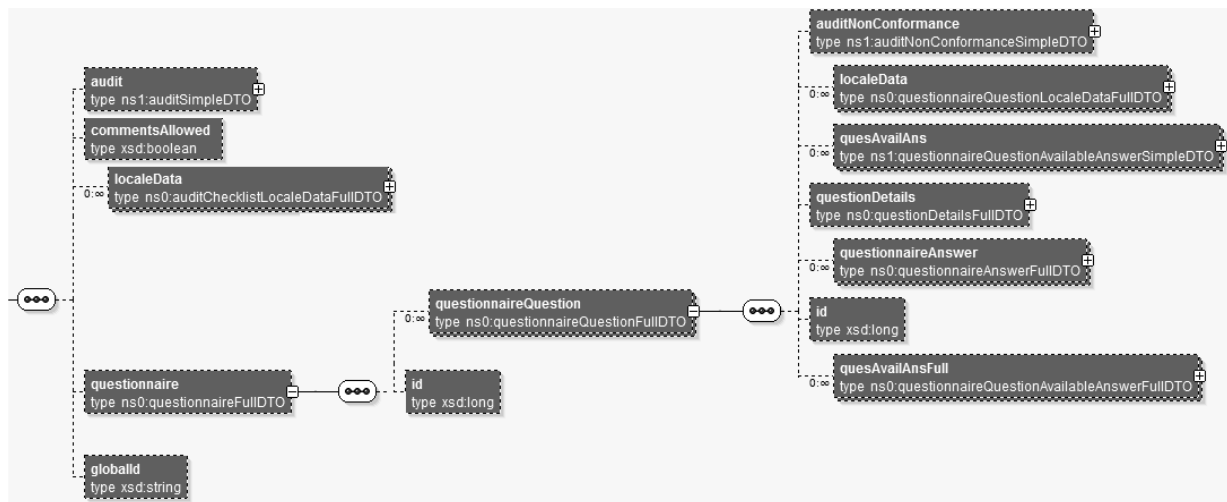 audit
type ns1:auditSimpleDTO
commentsAllowed
type xsd:boolean
localeData
0:∞
type ns0:auditChecklistLocaleDataFullDTO
questionnaire
type ns0:questionnaireFullDTO
globalId
type xsd:string
questionnaireQuestion
0:∞
type ns0:questionnaireQuestionFullDTO
id
type xsd:long
auditNonConformance
type ns1:auditNonConformanceSimpleDTO
localeData
0:∞
type ns0:questionnaireQuestionLocaleDataFullDTO
quesAvailAns
0:∞
type ns1:questionnaireQuestionAvailableAnswerSimpleDTO
questionDetails
type ns0:questionDetailsFullDTO
questionnaireAnswer
0:∞
type ns0:questionnaireAnswerFullDTO
id
type xsd:long
quesAvailAnsFull
0:∞
type ns0:questionnaireQuestionAvailableAnswerFullDTO